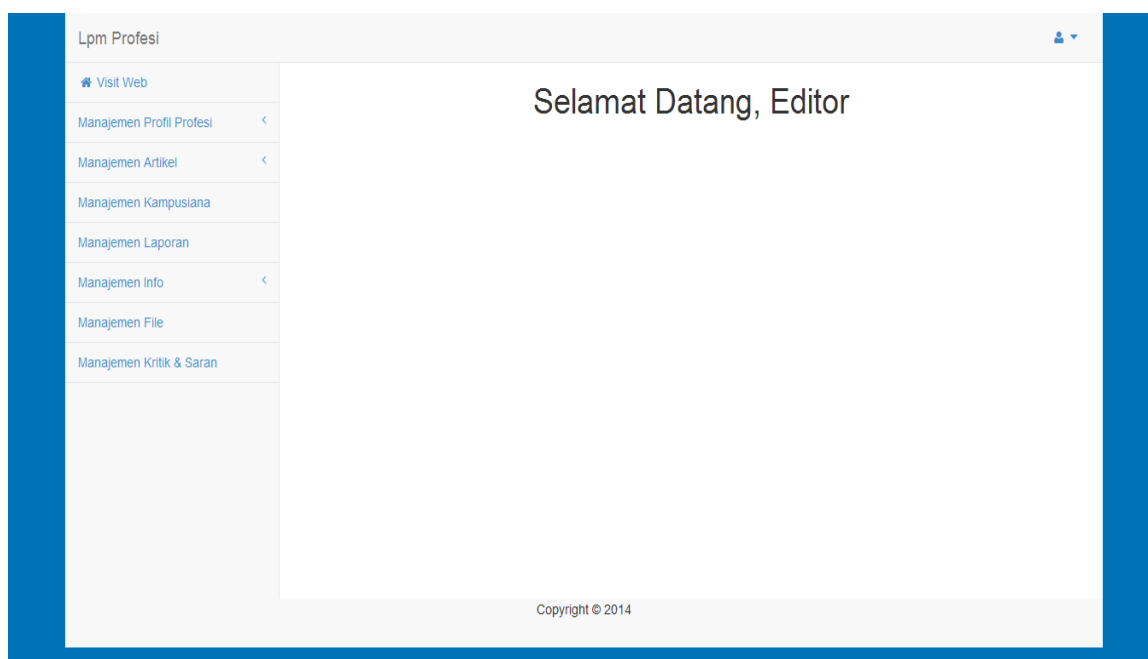 Lpm Profesi
Visit Web
Manajemen Profil Profesi
Manajemen Artikel
Manajemen Kampusiana
Manajemen Laporan
Manajemen Info
Manajemen File
Manajemen Kritik & Saran
Selamat Datang, Editor
Copyright © 2014